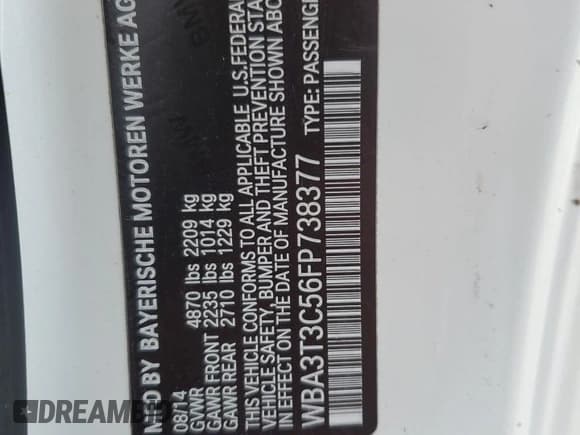 MFD BY BAYERISCHE MOTOREN WERKE AG
08/14
GVWR 4870 lbs 2209 kg
GAWR FRONT 2235 lbs 1014 kg
GAWR REAR 2710 lbs 1229 kg
THIS VEHICLE CONFORMS TO ALL APPLICABLE U.S.FEDERAL
VEHICLE SAFETY, BUMPER AND THEFT PREVENTION STA
IN EFFECT ON THE DATE OF MANUFACTURE SHOWN ABO
WBA3T3C56FP738377 TYPE: PASSENGE
DREAMBID